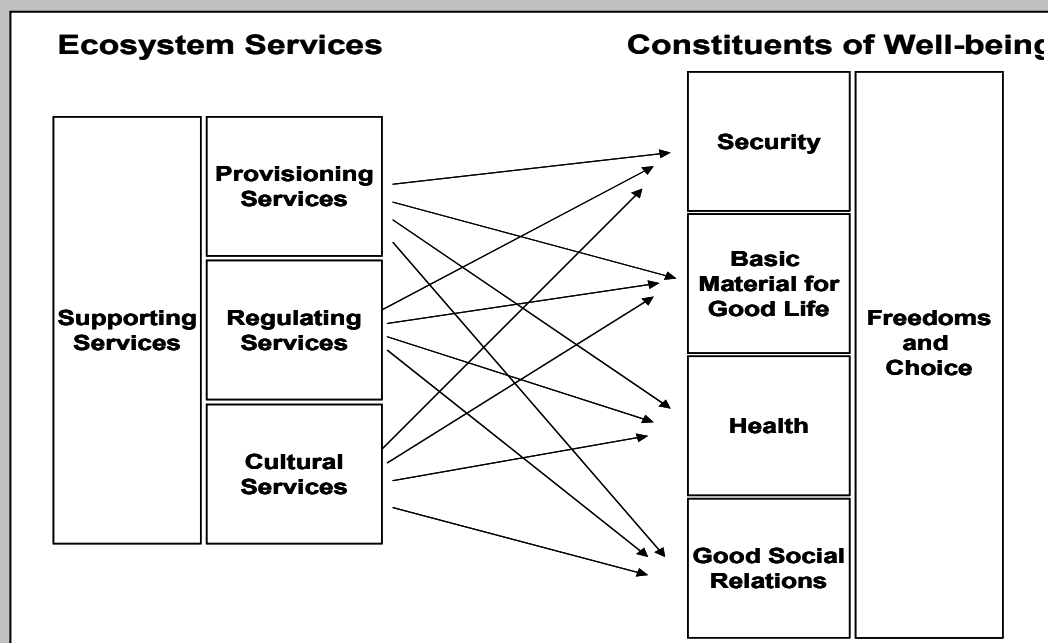 Ecosystem Services
Constituents of Well-being
Supporting
Services
Provisioning
Services
Regulating
Services
Cultural
Services
Security
Basic
Material for
Good Life
Health
Good Social
Relations
Freedoms
and
Choice